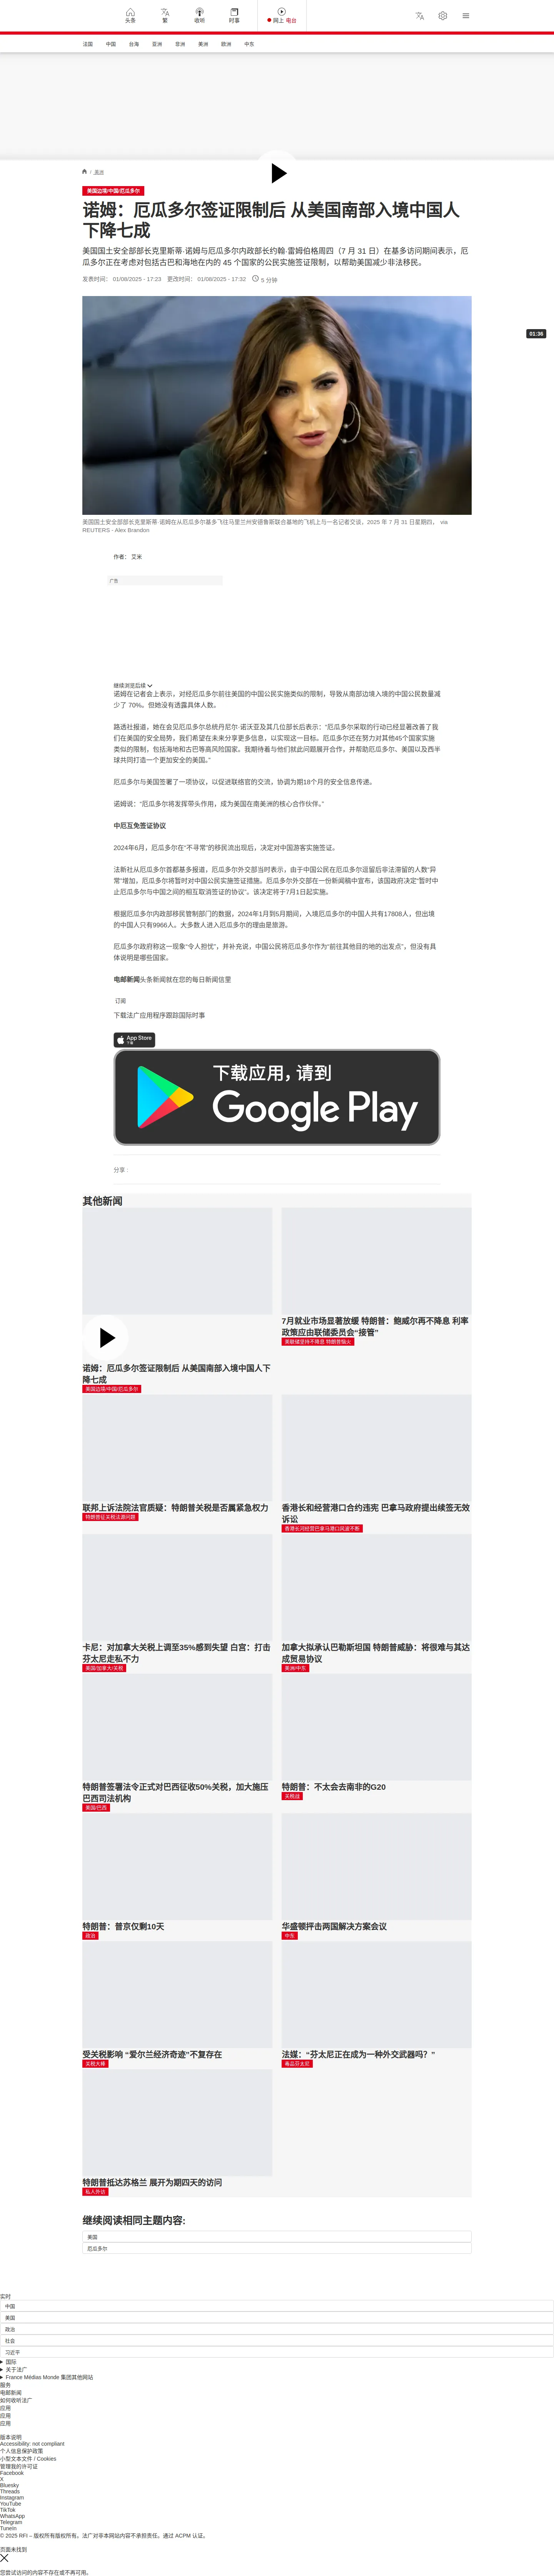 头条
繁
收听
时事
网上 电台
法国
中国
台海
亚洲
非洲
美洲
欧洲
中东
/ 美洲
美国边境/中国/厄瓜多尔
诺姆：厄瓜多尔签证限制后 从美国南部入境中国人
下降七成
美国国土安全部部长克里斯蒂·诺姆与厄瓜多尔内政部长约翰·雷姆伯格周四（7 月 31 日）在基多访问期间表示，厄
瓜多尔正在考虑对包括古巴和海地在内的 45 个国家的公民实施签证限制，以帮助美国减少非法移民。
发表时间： 01/08/2025 - 17:23 更改时间： 01/08/2025 - 17:32 5 分钟
01:36
美国国土安全部部长克里斯蒂·诺姆在从厄瓜多尔基多飞往马里兰州安德鲁斯联合基地的飞机上与一名记者交谈。2025 年 7 月 31 日星期四。 via
REUTERS - Alex Brandon
作者： 艾米
广告
继续浏览后续
诺姆在记者会上表示，对经厄瓜多尔前往美国的中国公民实施类似的限制，导致从南部边境入境的中国公民数量减
少了 70%。但她没有透露具体人数。
路透社报道，她在会见厄瓜多尔总统丹尼尔·诺沃亚及其几位部长后表示：“厄瓜多尔采取的行动已经显著改善了我
们在美国的安全局势，我们希望在未来分享更多信息，以实现这一目标。厄瓜多尔还在努力对其他45个国家实施
类似的限制，包括海地和古巴等高风险国家。我期待着与他们就此问题展开合作，并帮助厄瓜多尔、美国以及西半
球共同打造一个更加安全的美国。”
厄瓜多尔与美国签署了一项协议，以促进联络官的交流，协调为期18个月的安全信息传递。
诺姆说：“厄瓜多尔将发挥带头作用，成为美国在南美洲的核心合作伙伴。”
中厄互免签证协议
2024年6月，厄瓜多尔在“不寻常”的移民流出现后，决定对中国游客实施签证。
法新社从厄瓜多尔首都基多报道，厄瓜多尔外交部当时表示，由于中国公民在厄瓜多尔逗留后非法滞留的人数“异
常”增加，厄瓜多尔将暂时对中国公民实施签证措施。厄瓜多尔外交部在一份新闻稿中宣布，该国政府决定“暂时中
止厄瓜多尔与中国之间的相互取消签证的协议”，该决定将于7月1日起实施。
根据厄瓜多尔内政部移民管制部门的数据，2024年1月到5月期间，入境厄瓜多尔的中国人共有17808人，但出境
的中国人只有9966人。大多数人进入厄瓜多尔的理由是旅游。
厄瓜多尔政府称这一现象“令人担忧”，并补充说，中国公民将厄瓜多尔作为“前往其他目的地的出发点”，但没有具
体说明是哪些国家。
电邮新闻头条新闻就在您的每日新闻信里
订阅
下载法广应用程序跟踪国际时事
App Store
下载
下载应用，请到
Google Play
分享 :
其他新闻
诺姆：厄瓜多尔签证限制后 从美国南部入境中国人下
降七成
美国边境/中国/厄瓜多尔
7月就业市场显著放缓 特朗普：鲍威尔再不降息 利率
政策应由联储委员会“接管”
美联储坚持不降息 特朗普恼火
联邦上诉法院法官质疑：特朗普关税是否属紧急权力
特朗普征关税法源问题
香港长和经营港口合约违宪 巴拿马政府提出续签无效
诉讼
香港长河经营巴拿马港口风波不断
卡尼：对加拿大关税上调至35%感到失望 白宫：打击
芬太尼走私不力
美国/加拿大/关税
加拿大拟承认巴勒斯坦国 特朗普威胁：将很难与其达
成贸易协议
美洲/中东
特朗普签署法令正式对巴西征收50%关税，加大施压
巴西司法机构
美国/巴西
特朗普：不太会去南非的G20
关税战
特朗普：普京仅剩10天
政治
华盛顿抨击两国解决方案会议
中东
受关税影响 “爱尔兰经济奇迹”不复存在
关税大棒
法媒：“芬太尼正在成为一种外交武器吗？”
毒品芬太尼
特朗普抵达苏格兰 展开为期四天的访问
私人外访
继续阅读相同主题内容:
美国
厄瓜多尔
实时
中国
美国
政治
社会
习近平
国际
关于法广
France Médias Monde 集团其他网站
服务
电邮新闻
如何收听法广
应用
应用
应用
版本说明
Accessibility: not compliant
个人信息保护政策
小型文本文件 / Cookies
管理我的许可证
Facebook
X
Bluesky
Threads
Instagram
YouTube
TikTok
WhatsApp
Telegram
TuneIn
© 2025 RFI – 版权所有版权所有。法广对非本网站内容不承担责任。通过 ACPM 认证。
页面未找到
您尝试访问的内容不存在或不再可用。